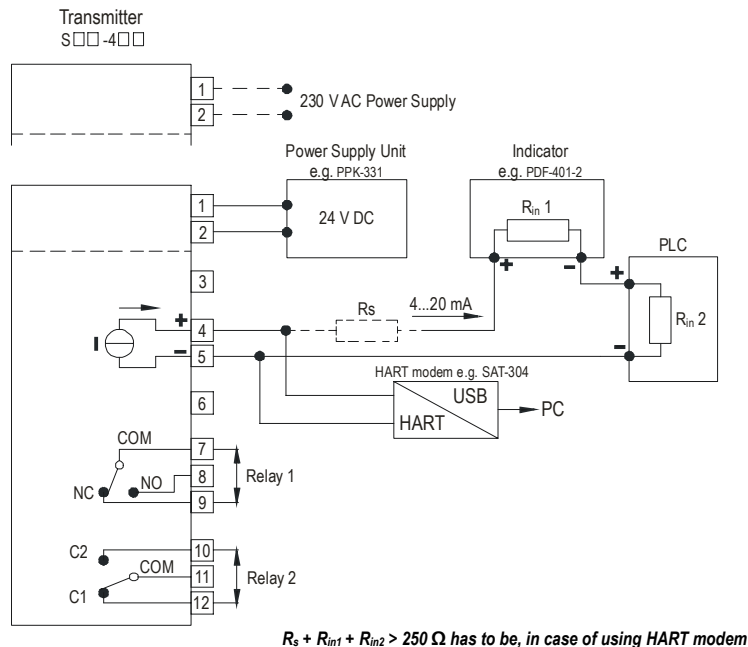 Transmitter
S□□-4□□
1
2
230 V AC Power Supply
Power Supply Unit
e.g. PPK-331
24 V DC
1
2
Indicator
e.g. PDF-401-2
Rin 1
+
–
PLC
+
Rin 2
–
3
I
+
–
4
5
Rs
4...20 mA
HART modem e.g. SAT-304
USB
HART
PC
6
COM
NC
NO
7
8
9
Relay 1
C2
COM
C1
10
11
12
Relay 2
Rs + Rin1 + Rin2 > 250 Ω has to be, in case of using HART modem